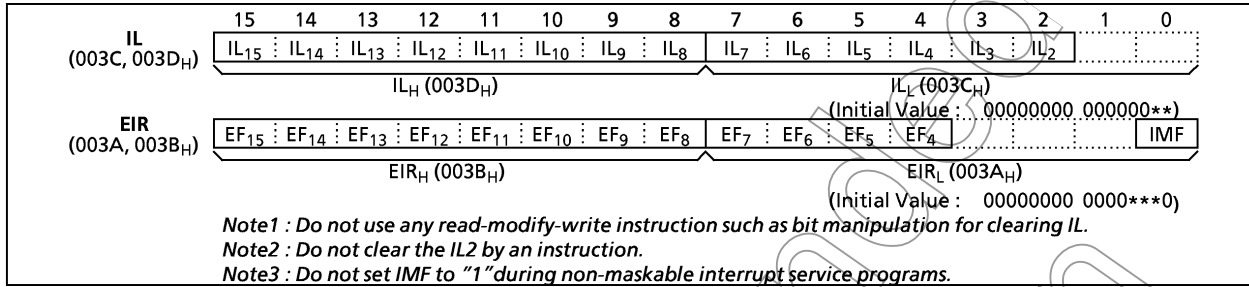 15 14 13 12 11 10 9 8 7 6 5 4 3 2 1 0
IL
(003C, 003DH)
IL15 IL14 IL13 IL12 IL11 IL10 IL9 IL8 IL7 IL6 IL5 IL4 IL3 IL2
ILH (003DH) ILL (003CH)
(Initial Value : 00000000 000000**)
EIR
(003A, 003BH)
EF15 EF14 EF13 EF12 EF11 EF10 EF9 EF8 EF7 EF6 EF5 EF4 IMF
EIRH (003BH) EIRL (003AH)
(Initial Value : 00000000 0000***0)
Note1 : Do not use any read-modify-write instruction such as bit manipulation for clearing IL.
Note2 : Do not clear the IL2 by an instruction.
Note3 : Do not set IMF to "1"during non-maskable interrupt service programs.